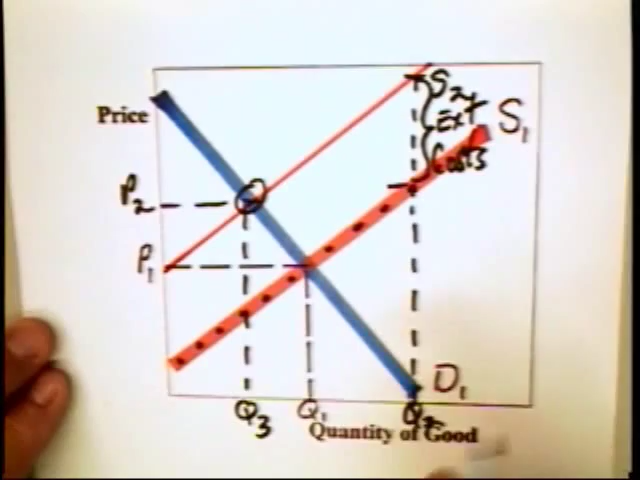 S2
Ext
Costs
S1
Price
P2
P1
D1
Q3
Q1
Q2
Quantity of Good